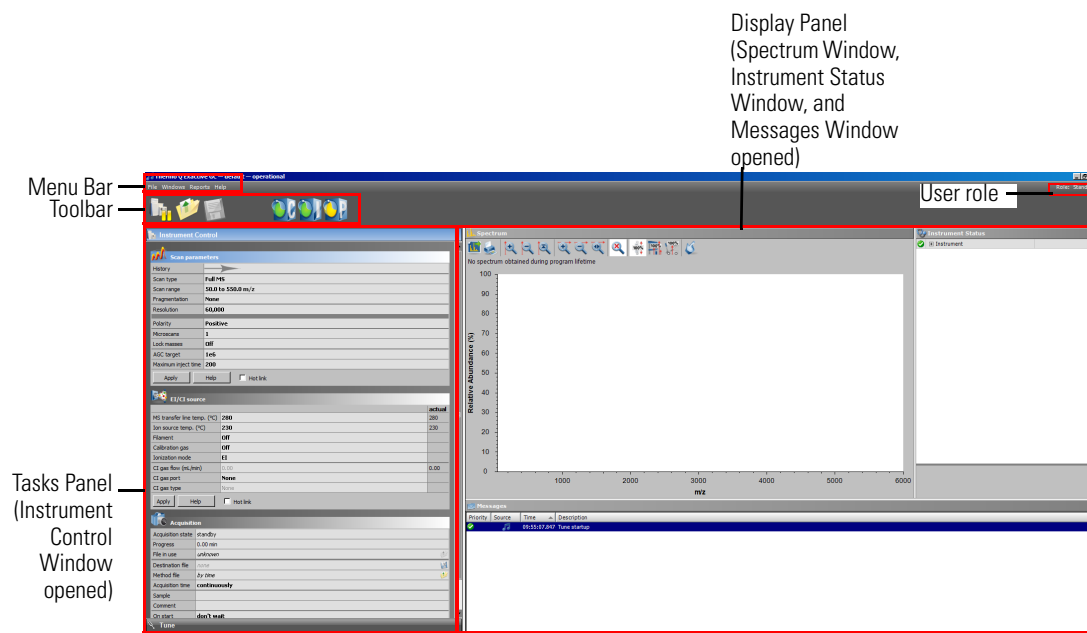 Display Panel
(Spectrum Window,
Instrument Status
Window, and
Messages Window
opened)
Menu Bar
Toolbar
User role
Tasks Panel
(Instrument
Control
Window
opened)
Thermo Q Exactive GC — default — operational
File Windows Reports Help
Role: Stand
Instrument Control
Scan parameters
History
Scan type Full MS
Scan range 50.0 to 550.0 m/z
Fragmentation None
Resolution 60,000
Polarity Positive
Microscans 1
Lock masses Off
AGC target 1e6
Maximum inject time 200
Apply Help Hot link
EI/CI source
actual
MS transfer line temp. (°C) 280 280
Ion source temp. (°C) 230 230
Filament Off
Calibration gas Off
Ionization mode EI
CI gas flow (mL/min) 0.00 0.00
CI gas port None
CI gas type None
Apply Help Hot link
Acquisition
Acquisition state standby
Progress 0.00 min
File in use unknown
Destination file none
Method file by time
Acquisition time continuously
Sample
Comment
On start don't wait
Tune
Spectrum
No spectrum obtained during program lifetime
Relative Abundance (%)
100
90
80
70
60
50
40
30
20
10
0
1000 2000 3000 4000 5000 6000
m/z
Instrument Status
Instrument
Messages
Priority Source Time Description
09:55:07.847 Tune startup